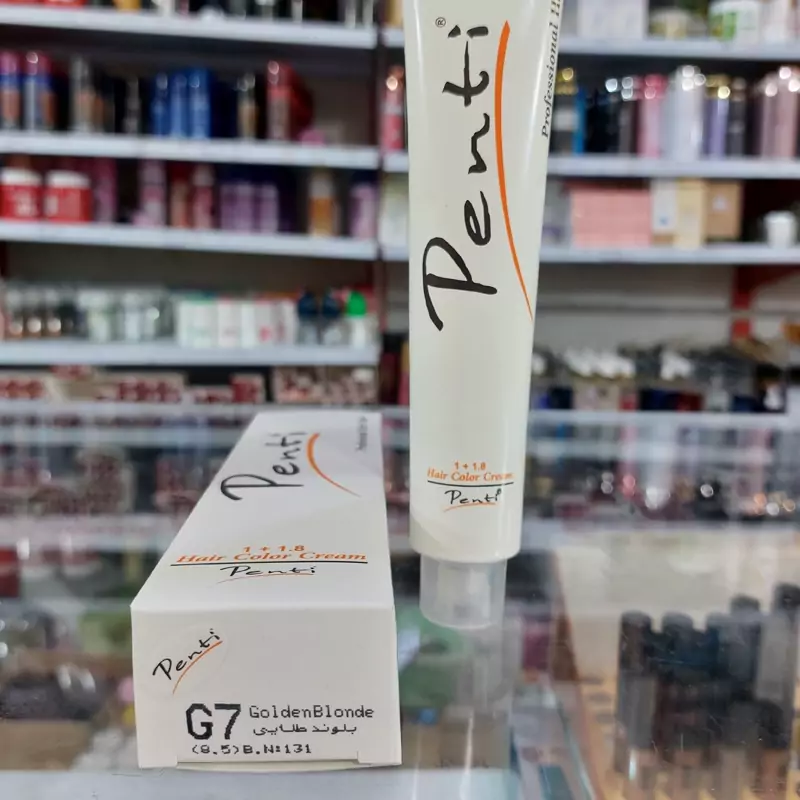 Penti®
Professional H
1 + 1.8
Hair Color Cream
Penti
Penti
1 + 1.8
Hair Color Cream
Penti
Penti
G7 GoldenBlonde
بلوند طلایی
(8.5) B.N:131